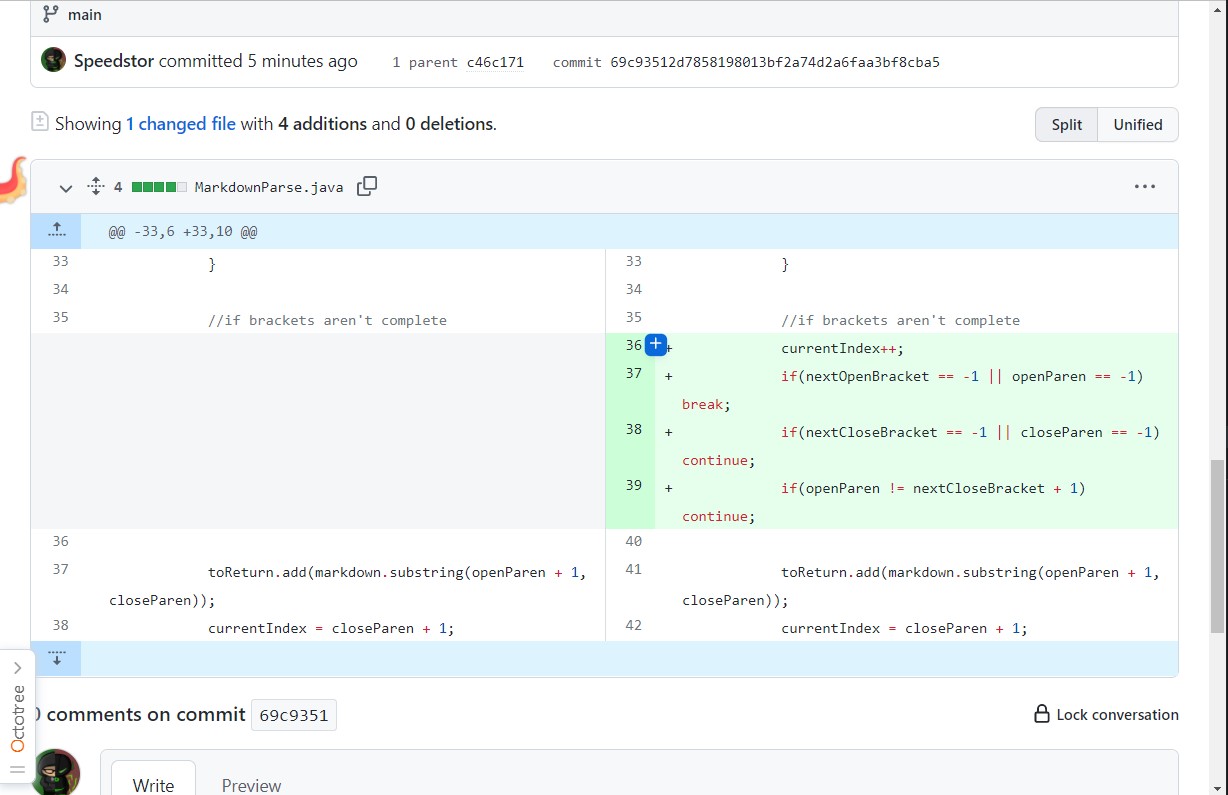 main
Speedstor committed 5 minutes ago 1 parent c46c171 commit 69c93512d7858198013bf2a74d2a6faa3bf8cba5
Showing 1 changed file with 4 additions and 0 deletions.
Split Unified
4 MarkdownParse.java
@@ -33,6 +33,10 @@
33 } 33 }
34 34
35 //if brackets aren't complete 35 //if brackets aren't complete
36 + currentIndex++;
37 + if(nextOpenBracket == -1 || openParen == -1)
break;
38 + if(nextCloseBracket == -1 || closeParen == -1)
continue;
39 + if(openParen != nextCloseBracket + 1)
continue;
36 40
37 toReturn.add(markdown.substring(openParen + 1, 41 toReturn.add(markdown.substring(openParen + 1,
closeParen)); closeParen));
38 currentIndex = closeParen + 1; 42 currentIndex = closeParen + 1;
Octotree
0 comments on commit 69c9351 Lock conversation
Write Preview